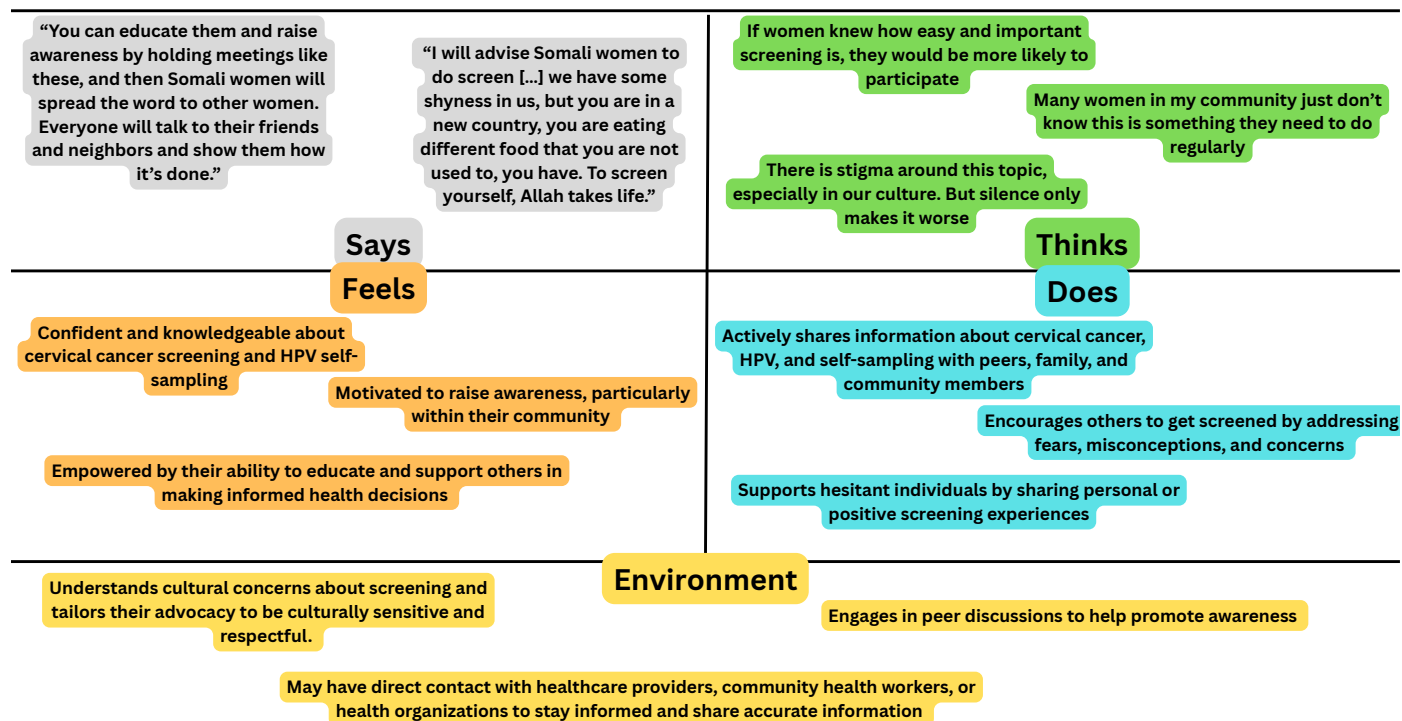 “You can educate them and raise
awareness by holding meetings like
these, and then Somali women will
spread the word to other women.
Everyone will talk to their friends
and neighbors and show them how
it’s done.”
“I will advise Somali women to
do screen [...] we have some
shyness in us, but you are in a
new country, you are eating
different food that you are not
used to, you have. To screen
yourself, Allah takes life.”
Says
If women knew how easy and important
screening is, they would be more likely to
participate
Many women in my community just don’t
know this is something they need to do
regularly
There is stigma around this topic,
especially in our culture. But silence only
makes it worse
Thinks
Feels
Confident and knowledgeable about
cervical cancer screening and HPV self-
sampling
Motivated to raise awareness, particularly
within their community
Empowered by their ability to educate and support others in
making informed health decisions
Does
Actively shares information about cervical cancer,
HPV, and self-sampling with peers, family, and
community members
Encourages others to get screened by addressing
fears, misconceptions, and concerns
Supports hesitant individuals by sharing personal or
positive screening experiences
Environment
Understands cultural concerns about screening and
tailors their advocacy to be culturally sensitive and
respectful.
Engages in peer discussions to help promote awareness
May have direct contact with healthcare providers, community health workers, or
health organizations to stay informed and share accurate information